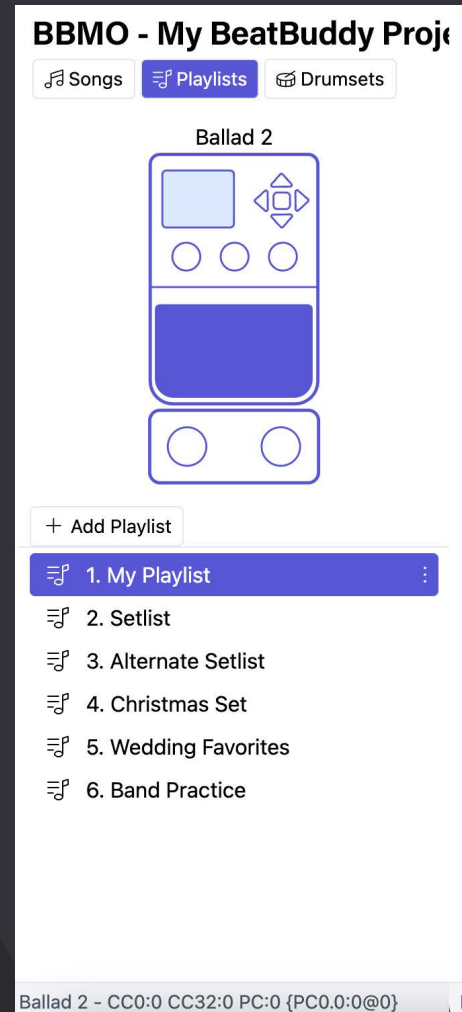 BBMO - My BeatBuddy Proje
Songs Playlists Drumsets
Ballad 2
+ Add Playlist
1. My Playlist
2. Setlist
3. Alternate Setlist
4. Christmas Set
5. Wedding Favorites
6. Band Practice
Ballad 2 - CC0:0 CC32:0 PC:0 {PC0.0:0@0}